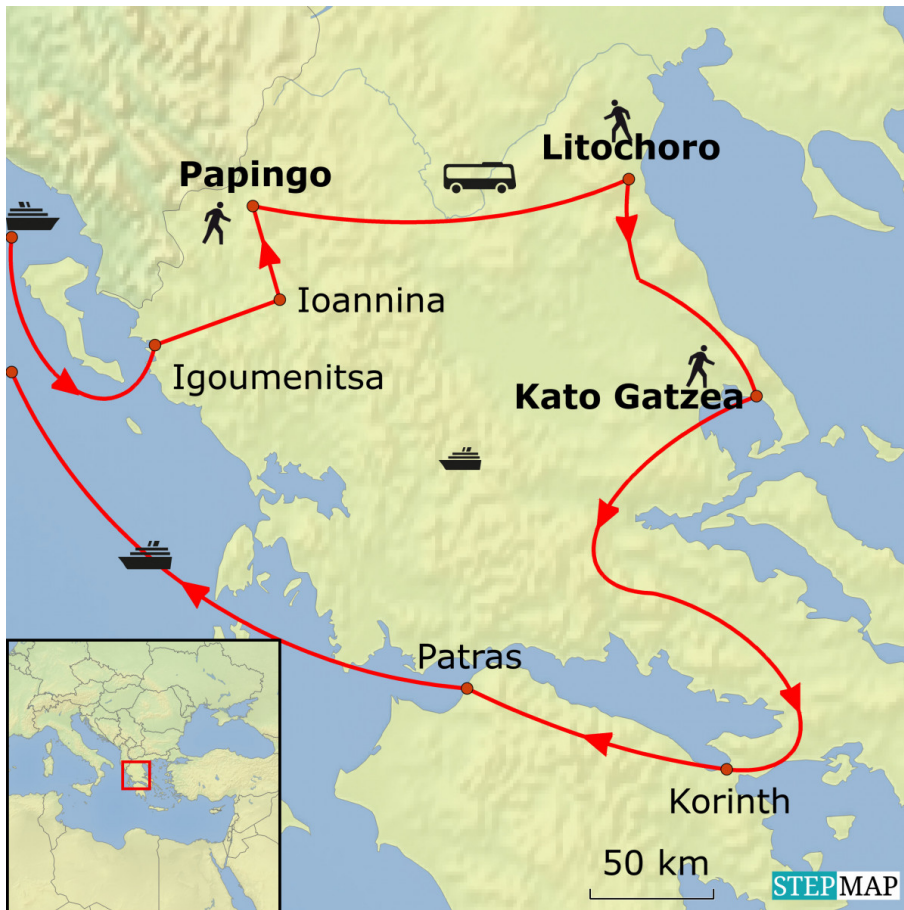 Litochoro
Papingo
Ioannina
Igoumenitsa
Kato Gatzea
Patras
Korinth
50 km
STEPMAP